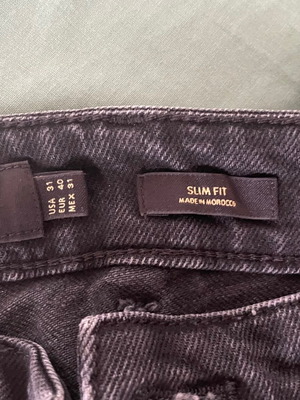 USA 31
EUR 40
MEX 31
SLIM FIT
MADE IN MOROCCO